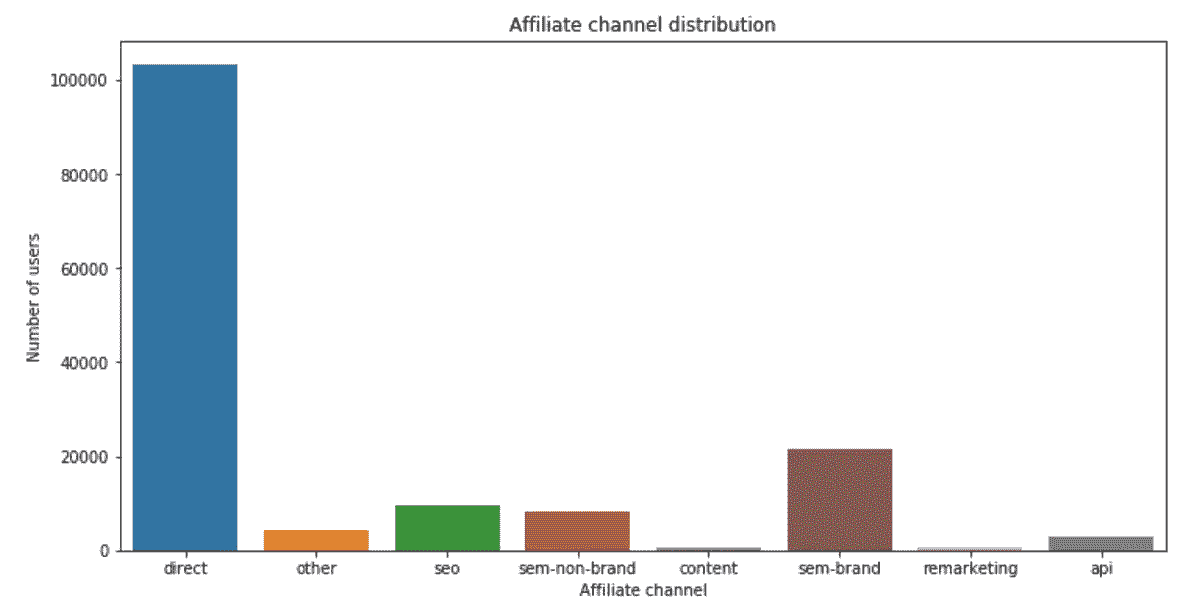 Affiliate channel distribution
100000
80000
60000
40000
20000
0
Number of users
direct other seo sem-non-brand content sem-brand remarketing api
Affiliate channel